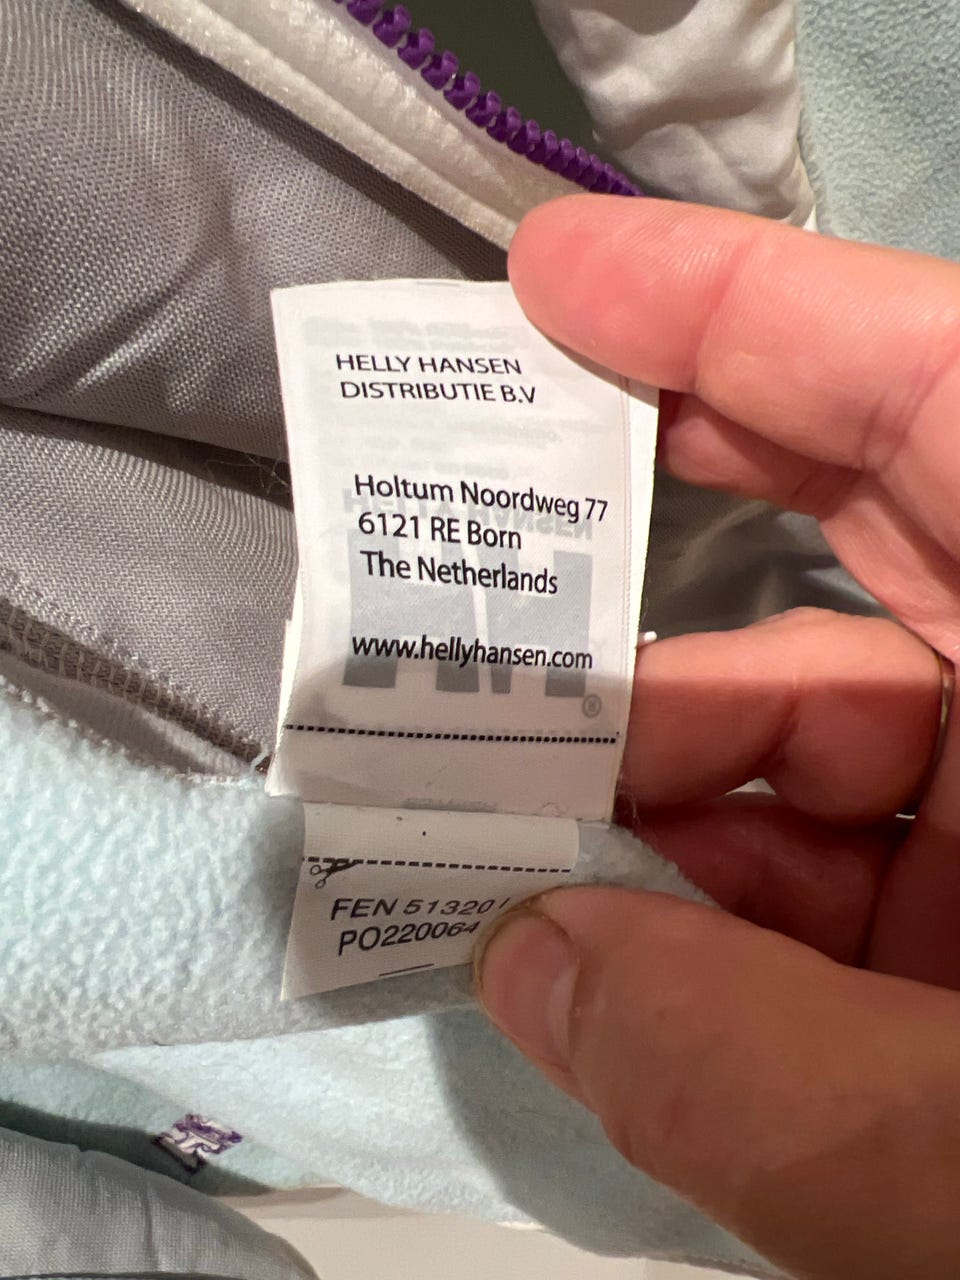 HELLY HANSEN
DISTRIBUTIE B.V
Holtum Noordweg 77
6121 RE Born
The Netherlands
www.hellyhansen.com
FEN 51320 /
PO220064